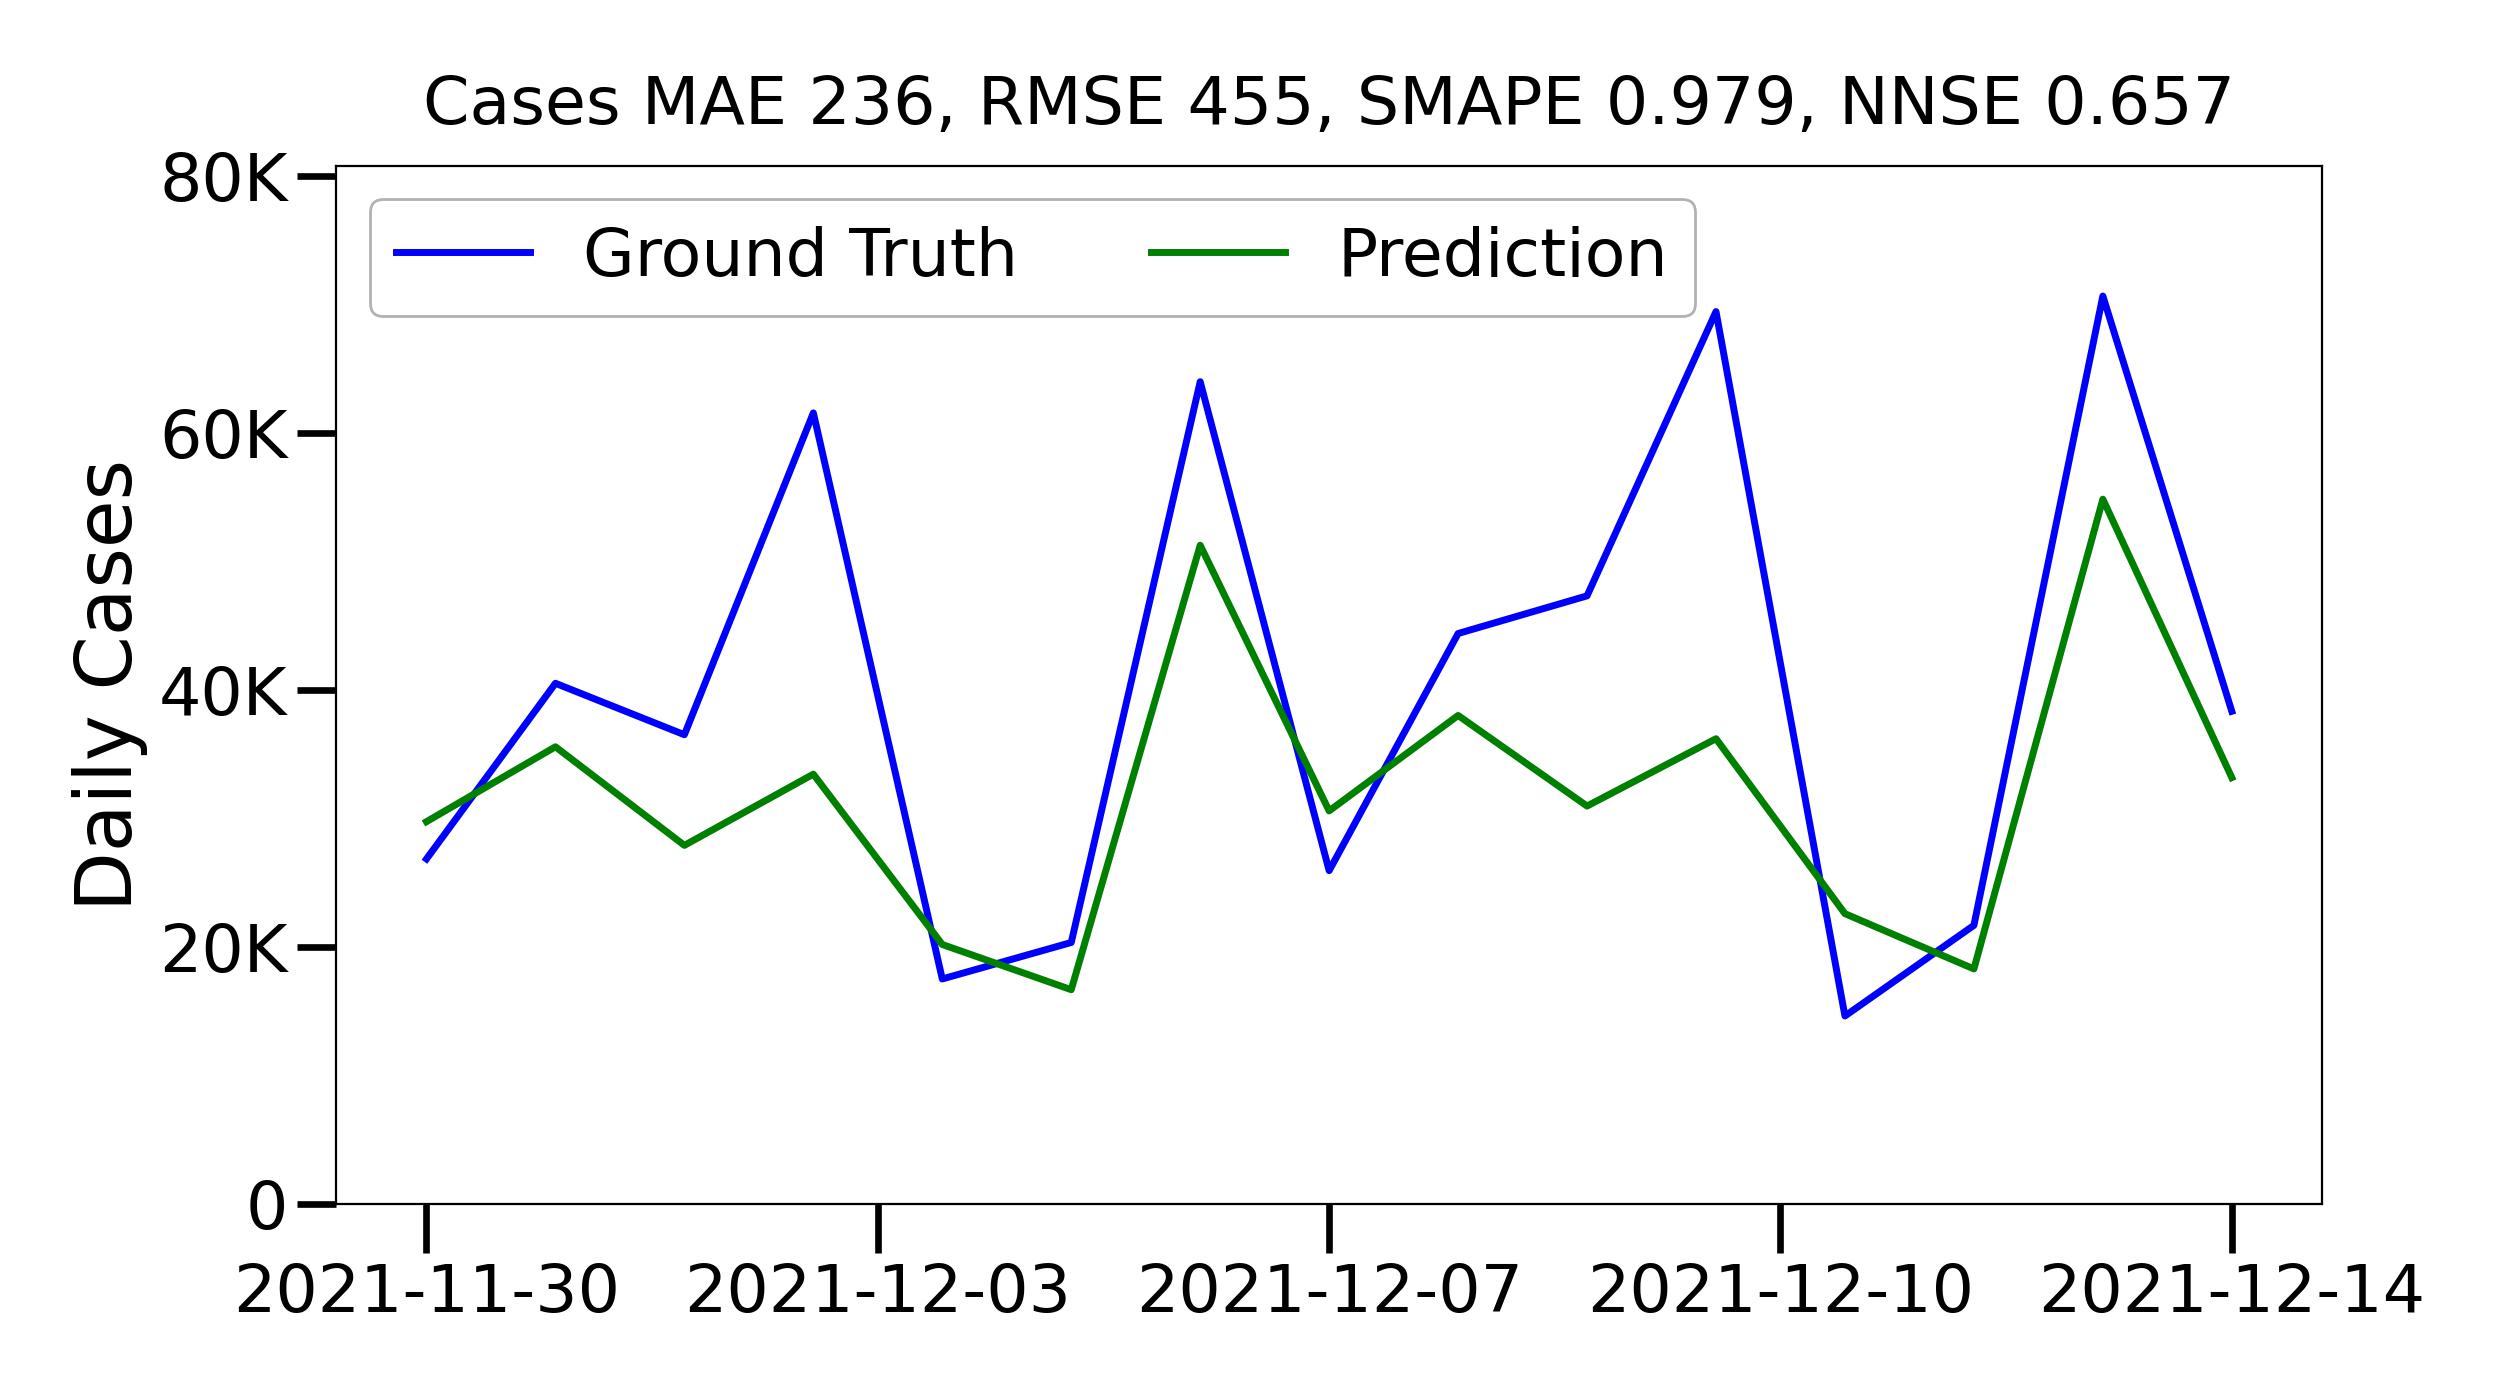 Cases MAE 236, RMSE 455, SMAPE 0.979, NNSE 0.657
80K
Ground Truth
Prediction
60K
40K
20K
0
Daily Cases
2021-11-30
2021-12-03
2021-12-07
2021-12-10
2021-12-14